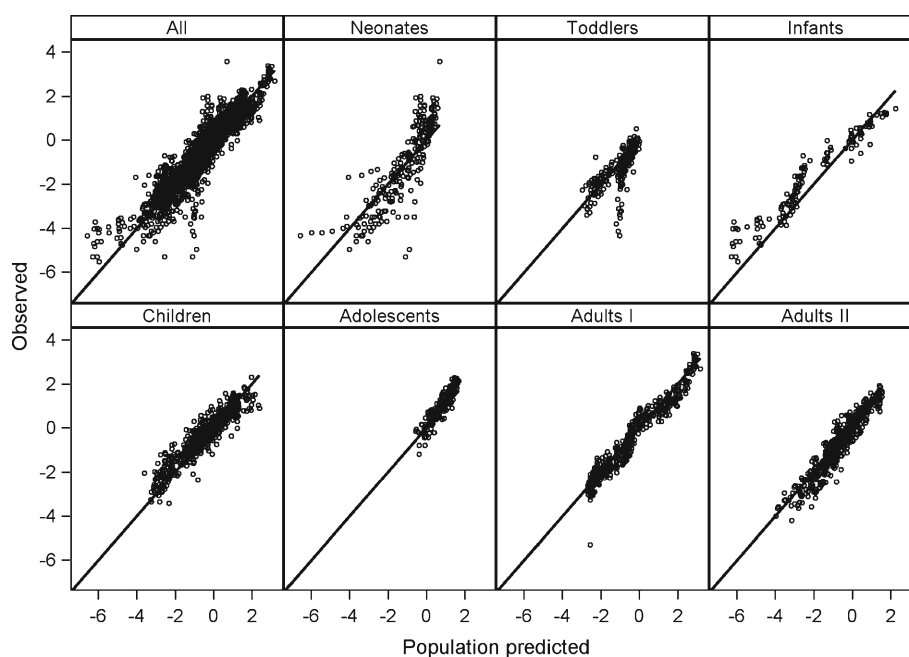 All Neonates Toddlers Infants
4
2
0
-2
-4
-6
Observed
Children Adolescents Adults I Adults II
4
2
0
-2
-4
-6
-6 -4 -2 0 2 -6 -4 -2 0 2 -6 -4 -2 0 2 -6 -4 -2 0 2
Population predicted